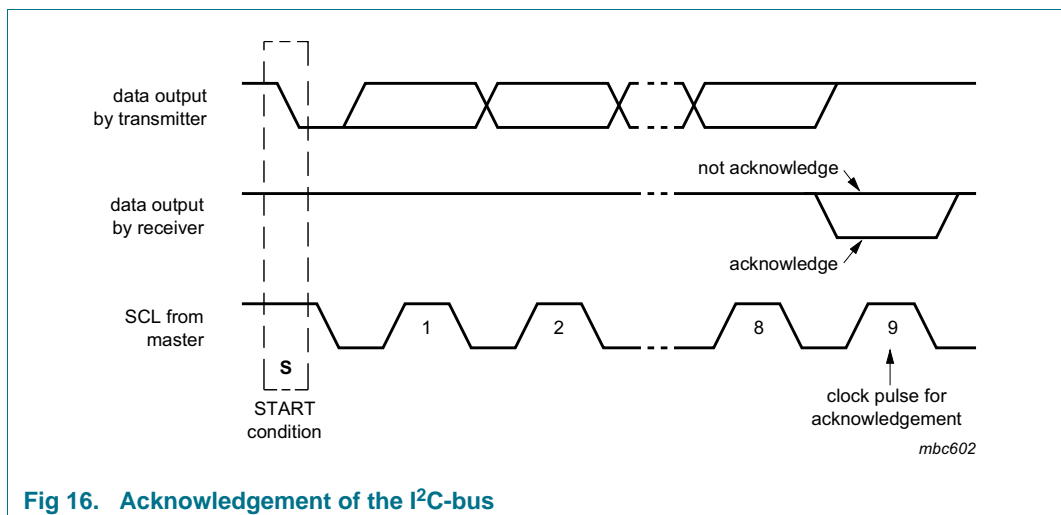 data output
by transmitter
not acknowledge
data output
by receiver
acknowledge
SCL from
master
1
2
8
9
S
START
condition
clock pulse for
acknowledgement
mbc602
Fig 16. Acknowledgement of the I²C-bus